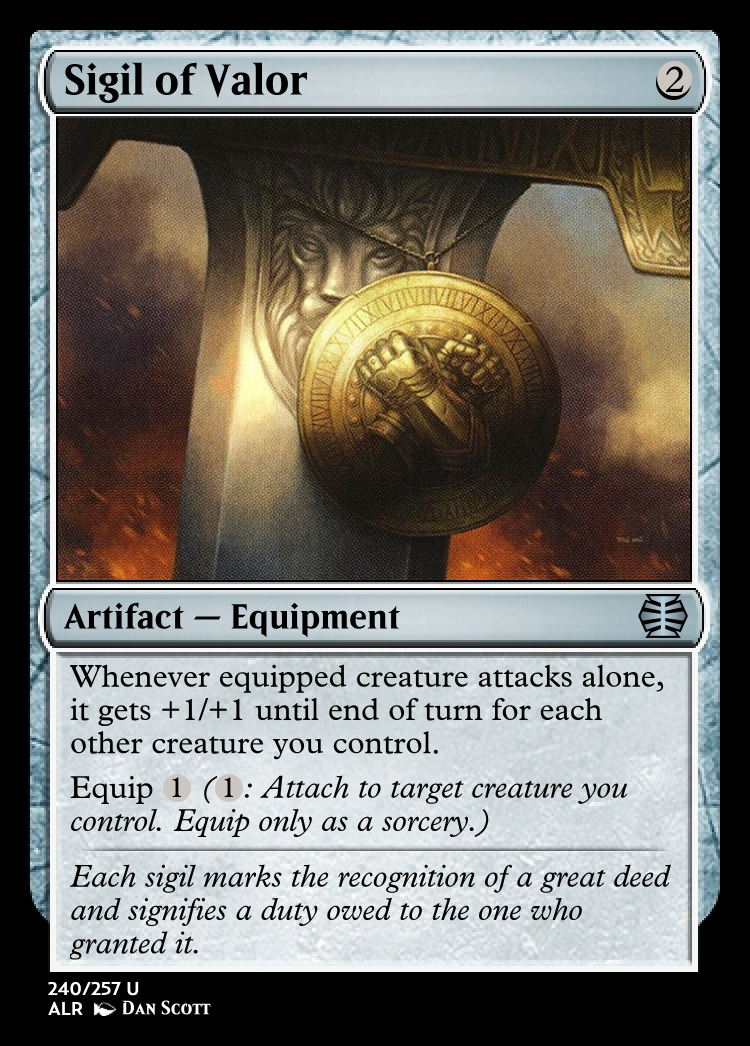 Sigil of Valor 2
Artifact — Equipment
Whenever equipped creature attacks alone,
it gets +1/+1 until end of turn for each
other creature you control.
Equip 1 (1: Attach to target creature you
control. Equip only as a sorcery.)
Each sigil marks the recognition of a great deed
and signifies a duty owed to the one who
granted it.
240/257 U
ALR Dan Scott